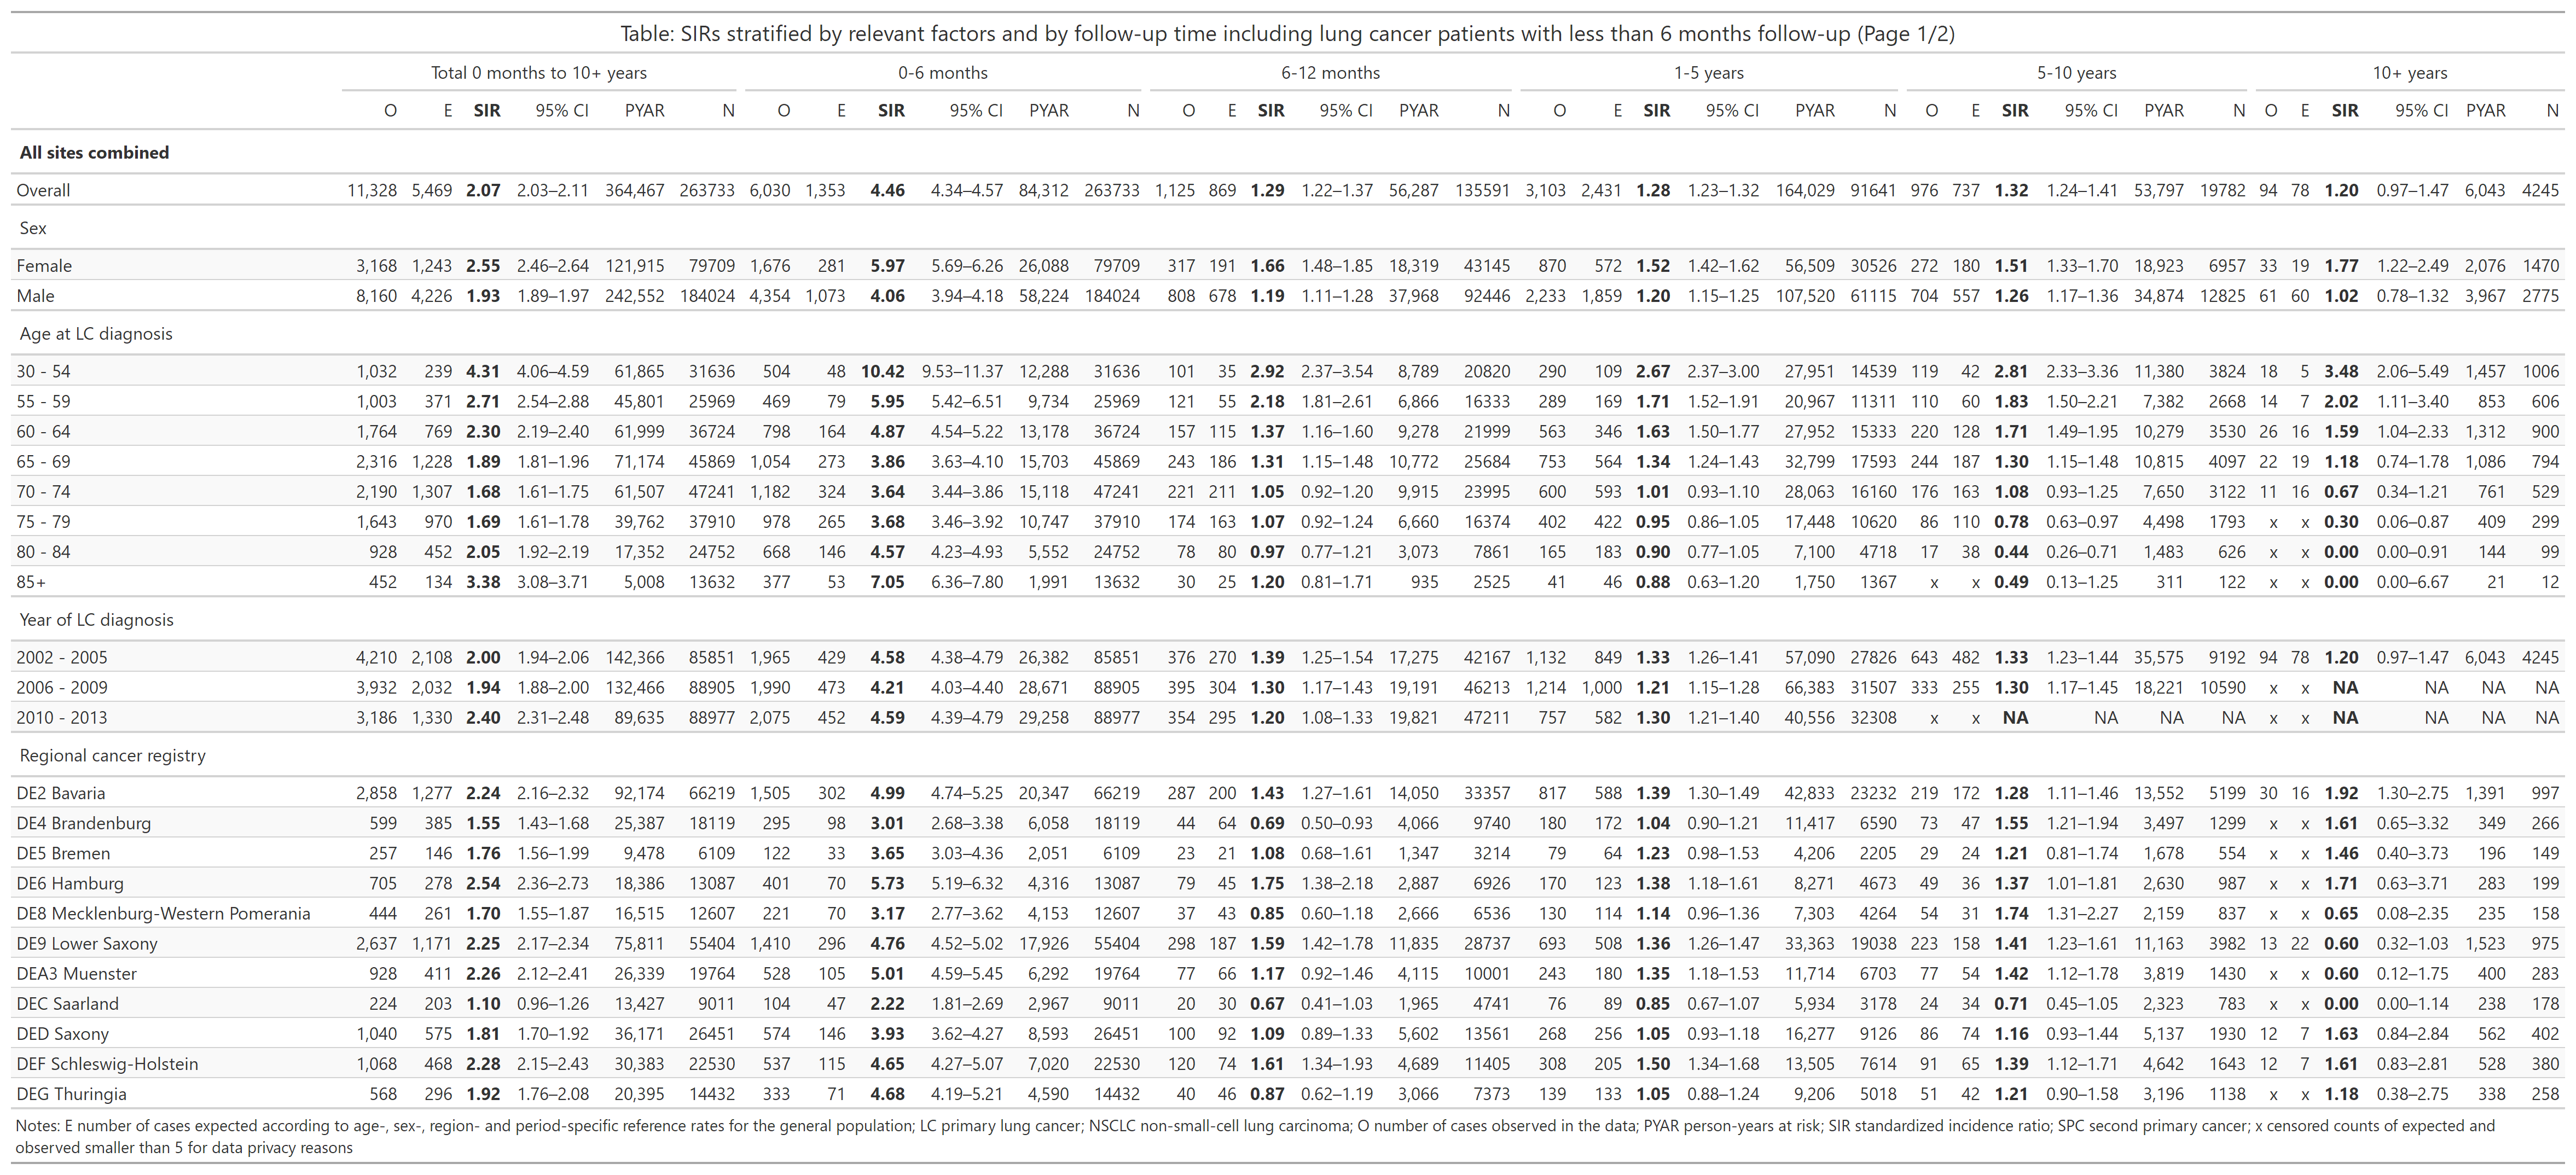 Table: SIRs stratified by relevant factors and by follow-up time including lung cancer patients with less than 6 months follow-up (Page 1/2)
Total 0 months to 10+ years 0-6 months 6-12 months 1-5 years 5-10 years 10+ years
O E SIR 95% CI PYAR N O E SIR 95% CI PYAR N O E SIR 95% CI PYAR N O E SIR 95% CI PYAR N O E SIR 95% CI PYAR N O E SIR 95% CI PYAR N
All sites combined
Overall 11,328 5,469 2.07 2.03–2.11 364,467 263733 6,030 1,353 4.46 4.34–4.57 84,312 263733 1,125 869 1.29 1.22–1.37 56,287 135591 3,103 2,431 1.28 1.23–1.32 164,029 91641 976 737 1.32 1.24–1.41 53,797 19782 94 78 1.20 0.97–1.47 6,043 4245
Sex
Female 3,168 1,243 2.55 2.46–2.64 121,915 79709 1,676 281 5.97 5.69–6.26 26,088 79709 317 191 1.66 1.48–1.85 18,319 43145 870 572 1.52 1.42–1.62 56,509 30526 272 180 1.51 1.33–1.70 18,923 6957 33 19 1.77 1.22–2.49 2,076 1470
Male 8,160 4,226 1.93 1.89–1.97 242,552 184024 4,354 1,073 4.06 3.94–4.18 58,224 184024 808 678 1.19 1.11–1.28 37,968 92446 2,233 1,859 1.20 1.15–1.25 107,520 61115 704 557 1.26 1.17–1.36 34,874 12825 61 60 1.02 0.78–1.32 3,967 2775
Age at LC diagnosis
30 - 54 1,032 239 4.31 4.06–4.59 61,865 31636 504 48 10.42 9.53–11.37 12,288 31636 101 35 2.92 2.37–3.54 8,789 20820 290 109 2.67 2.37–3.00 27,951 14539 119 42 2.81 2.33–3.36 11,380 3824 18 5 3.48 2.06–5.49 1,457 1006
55 - 59 1,003 371 2.71 2.54–2.88 45,801 25969 469 79 5.95 5.42–6.51 9,734 25969 121 55 2.18 1.81–2.61 6,866 16333 289 169 1.71 1.52–1.91 20,967 11311 110 60 1.83 1.50–2.21 7,382 2668 14 7 2.02 1.11–3.40 853 606
60 - 64 1,764 769 2.30 2.19–2.40 61,999 36724 798 164 4.87 4.54–5.22 13,178 36724 157 115 1.37 1.16–1.60 9,278 21999 563 346 1.63 1.50–1.77 27,952 15333 220 128 1.71 1.49–1.95 10,279 3530 26 16 1.59 1.04–2.33 1,312 900
65 - 69 2,316 1,228 1.89 1.81–1.96 71,174 45869 1,054 273 3.86 3.63–4.10 15,703 45869 243 186 1.31 1.15–1.48 10,772 25684 753 564 1.34 1.24–1.43 32,799 17593 244 187 1.30 1.15–1.48 10,815 4097 22 19 1.18 0.74–1.78 1,086 794
70 - 74 2,190 1,307 1.68 1.61–1.75 61,507 47241 1,182 324 3.64 3.44–3.86 15,118 47241 221 211 1.05 0.92–1.20 9,915 23995 600 593 1.01 0.93–1.10 28,063 16160 176 163 1.08 0.93–1.25 7,650 3122 11 16 0.67 0.34–1.21 761 529
75 - 79 1,643 970 1.69 1.61–1.78 39,762 37910 978 265 3.68 3.46–3.92 10,747 37910 174 163 1.07 0.92–1.24 6,660 16374 402 422 0.95 0.86–1.05 17,448 10620 86 110 0.78 0.63–0.97 4,498 1793 x x 0.30 0.06–0.87 409 299
80 - 84 928 452 2.05 1.92–2.19 17,352 24752 668 146 4.57 4.23–4.93 5,552 24752 78 80 0.97 0.77–1.21 3,073 7861 165 183 0.90 0.77–1.05 7,100 4718 17 38 0.44 0.26–0.71 1,483 626 x x 0.00 0.00–0.91 144 99
85+ 452 134 3.38 3.08–3.71 5,008 13632 377 53 7.05 6.36–7.80 1,991 13632 30 25 1.20 0.81–1.71 935 2525 41 46 0.88 0.63–1.20 1,750 1367 x x 0.49 0.13–1.25 311 122 x x 0.00 0.00–6.67 21 12
Year of LC diagnosis
2002 - 2005 4,210 2,108 2.00 1.94–2.06 142,366 85851 1,965 429 4.58 4.38–4.79 26,382 85851 376 270 1.39 1.25–1.54 17,275 42167 1,132 849 1.33 1.26–1.41 57,090 27826 643 482 1.33 1.23–1.44 35,575 9192 94 78 1.20 0.97–1.47 6,043 4245
2006 - 2009 3,932 2,032 1.94 1.88–2.00 132,466 88905 1,990 473 4.21 4.03–4.40 28,671 88905 395 304 1.30 1.17–1.43 19,191 46213 1,214 1,000 1.21 1.15–1.28 66,383 31507 333 255 1.30 1.17–1.45 18,221 10590 x x NA NA NA NA
2010 - 2013 3,186 1,330 2.40 2.31–2.48 89,635 88977 2,075 452 4.59 4.39–4.79 29,258 88977 354 295 1.20 1.08–1.33 19,821 47211 757 582 1.30 1.21–1.40 40,556 32308 x x NA NA NA NA x x NA NA NA NA
Regional cancer registry
DE2 Bavaria 2,858 1,277 2.24 2.16–2.32 92,174 66219 1,505 302 4.99 4.74–5.25 20,347 66219 287 200 1.43 1.27–1.61 14,050 33357 817 588 1.39 1.30–1.49 42,833 23232 219 172 1.28 1.11–1.46 13,552 5199 30 16 1.92 1.30–2.75 1,391 997
DE4 Brandenburg 599 385 1.55 1.43–1.68 25,387 18119 295 98 3.01 2.68–3.38 6,058 18119 44 64 0.69 0.50–0.93 4,066 9740 180 172 1.04 0.90–1.21 11,417 6590 73 47 1.55 1.21–1.94 3,497 1299 x x 1.61 0.65–3.32 349 266
DE5 Bremen 257 146 1.76 1.56–1.99 9,478 6109 122 33 3.65 3.03–4.36 2,051 6109 23 21 1.08 0.68–1.61 1,347 3214 79 64 1.23 0.98–1.53 4,206 2205 29 24 1.21 0.81–1.74 1,678 554 x x 1.46 0.40–3.73 196 149
DE6 Hamburg 705 278 2.54 2.36–2.73 18,386 13087 401 70 5.73 5.19–6.32 4,316 13087 79 45 1.75 1.38–2.18 2,887 6926 170 123 1.38 1.18–1.61 8,271 4673 49 36 1.37 1.01–1.81 2,630 987 x x 1.71 0.63–3.71 283 199
DE8 Mecklenburg-Western Pomerania 444 261 1.70 1.55–1.87 16,515 12607 221 70 3.17 2.77–3.62 4,153 12607 37 43 0.85 0.60–1.18 2,666 6536 130 114 1.14 0.96–1.36 7,303 4264 54 31 1.74 1.31–2.27 2,159 837 x x 0.65 0.08–2.35 235 158
DE9 Lower Saxony 2,637 1,171 2.25 2.17–2.34 75,811 55404 1,410 296 4.76 4.52–5.02 17,926 55404 298 187 1.59 1.42–1.78 11,835 28737 693 508 1.36 1.26–1.47 33,363 19038 223 158 1.41 1.23–1.61 11,163 3982 13 22 0.60 0.32–1.03 1,523 975
DEA3 Muenster 928 411 2.26 2.12–2.41 26,339 19764 528 105 5.01 4.59–5.45 6,292 19764 77 66 1.17 0.92–1.46 4,115 10001 243 180 1.35 1.18–1.53 11,714 6703 77 54 1.42 1.12–1.78 3,819 1430 x x 0.60 0.12–1.75 400 283
DEC Saarland 224 203 1.10 0.96–1.26 13,427 9011 104 47 2.22 1.81–2.69 2,967 9011 20 30 0.67 0.41–1.03 1,965 4741 76 89 0.85 0.67–1.07 5,934 3178 24 34 0.71 0.45–1.05 2,323 783 x x 0.00 0.00–1.14 238 178
DED Saxony 1,040 575 1.81 1.70–1.92 36,171 26451 574 146 3.93 3.62–4.27 8,593 26451 100 92 1.09 0.89–1.33 5,602 13561 268 256 1.05 0.93–1.18 16,277 9126 86 74 1.16 0.93–1.44 5,137 1930 12 7 1.63 0.84–2.84 562 402
DEF Schleswig-Holstein 1,068 468 2.28 2.15–2.43 30,383 22530 537 115 4.65 4.27–5.07 7,020 22530 120 74 1.61 1.34–1.93 4,689 11405 308 205 1.50 1.34–1.68 13,505 7614 91 65 1.39 1.12–1.71 4,642 1643 12 7 1.61 0.83–2.81 528 380
DEG Thuringia 568 296 1.92 1.76–2.08 20,395 14432 333 71 4.68 4.19–5.21 4,590 14432 40 46 0.87 0.62–1.19 3,066 7373 139 133 1.05 0.88–1.24 9,206 5018 51 42 1.21 0.90–1.58 3,196 1138 x x 1.18 0.38–2.75 338 258
Notes: E number of cases expected according to age-, sex-, region- and period-specific reference rates for the general population; LC primary lung cancer; NSCLC non-small-cell lung carcinoma; O number of cases observed in the data; PYAR person-years at risk; SIR standardized incidence ratio; SPC second primary cancer; x censored counts of expected and
observed smaller than 5 for data privacy reasons